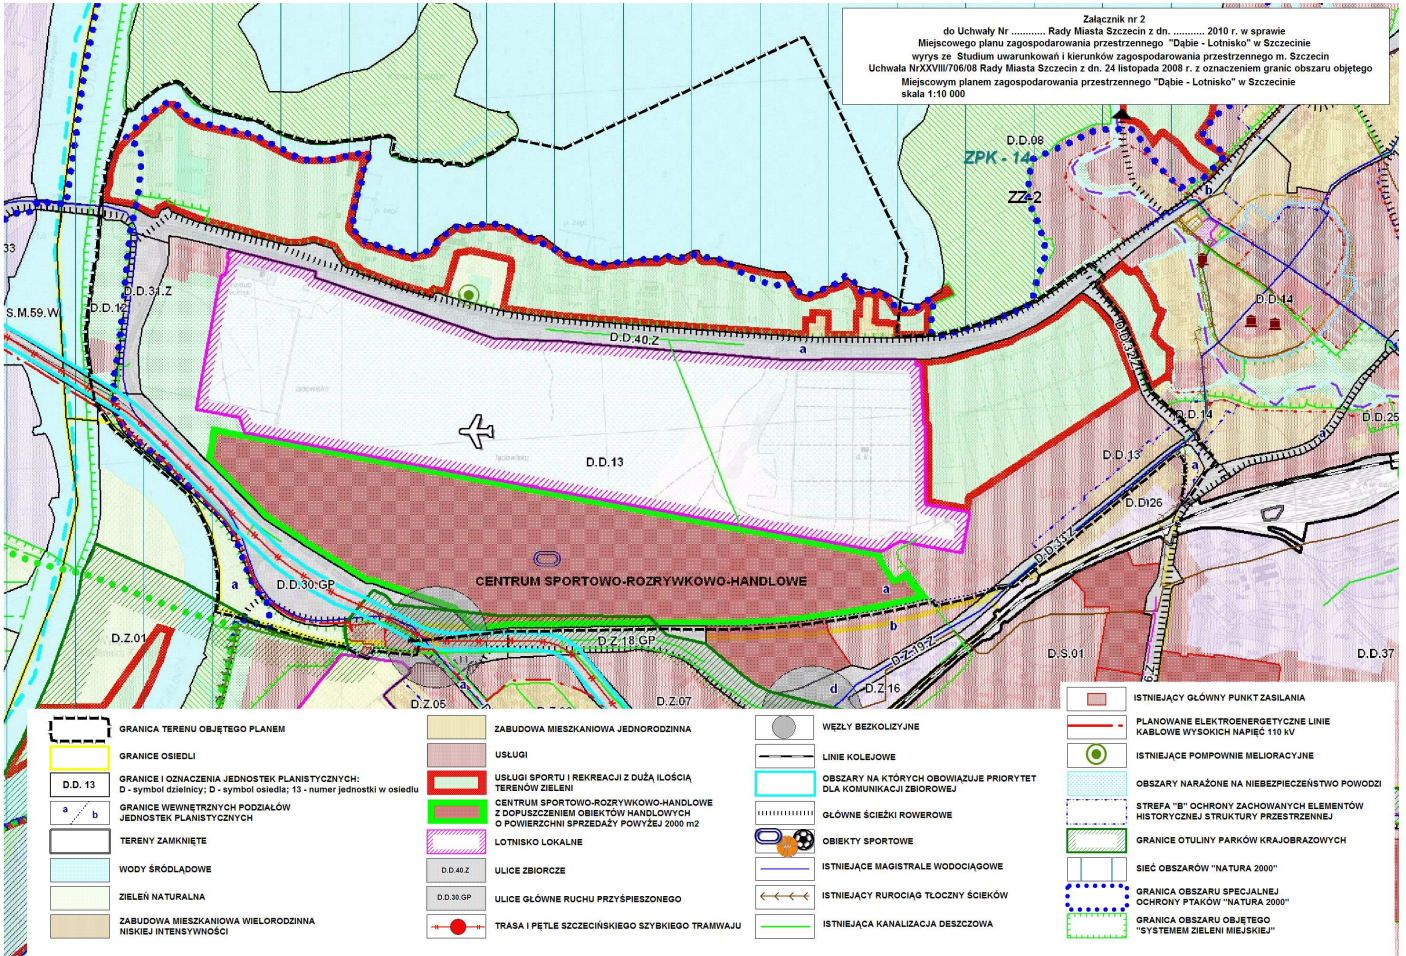 Załącznik nr 2
do Uchwały Nr ............ Rady Miasta Szczecin z dn. ........... 2010 r. w sprawie
Miejscowego planu zagospodarowania przestrzennego "Dąbie - Lotnisko" w Szczecinie
wyrys ze Studium uwarunkowań i kierunków zagospodarowania przestrzennego m. Szczecin
Uchwała NrXXVIII/706/08 Rady Miasta Szczecin z dn. 24 listopada 2008 r. z oznaczeniem granic obszaru objętego
Miejscowym planem zagospodarowania przestrzennego "Dąbie - Lotnisko" w Szczecinie
skala 1:10 000
D.D.08
ZPK - 14
ZZ-2
b
33
D.D.31.Z
D.D.12
S.M.59.W
D.D.14
D.D.40.Z
a
D.D.32.Z
D.D.14
D.D.25
a
D.D.13
D.D.13
a
D.D.26
D.D.33.Z
CENTRUM SPORTOWO-ROZRYWKOWO-HANDLOWE
a
D.D.30.GP
a
b
D.Z.01
D.Z.18.GP
D.Z.19.Z
D.S.01
D.D.37
a
d
D.Z.16
D.Z.05
D.Z.07
GRANICA TERENU OBJĘTEGO PLANEM
GRANICE OSIEDLI
D.D. 13
GRANICE I OZNACZENIA JEDNOSTEK PLANISTYCZNYCH:
D - symbol dzielnicy; D - symbol osiedla; 13 - numer jednostki w osiedlu
a
b
GRANICE WEWNĘTRZNYCH PODZIAŁÓW
JEDNOSTEK PLANISTYCZNYCH
TERENY ZAMKNIĘTE
WODY ŚRÓDLĄDOWE
ZIELEŃ NATURALNA
ZABUDOWA MIESZKANIOWA WIELORODZINNA
NISKIEJ INTENSYWNOŚCI
ZABUDOWA MIESZKANIOWA JEDNORODZINNA
USŁUGI
USŁUGI SPORTU I REKREACJI Z DUŻĄ ILOŚCIĄ
TERENÓW ZIELENI
CENTRUM SPORTOWO-ROZRYWKOWO-HANDLOWE
Z DOPUSZCZENIEM OBIEKTÓW HANDLOWYCH
O POWIERZCHNI SPRZEDAŻY POWYŻEJ 2000 m2
LOTNISKO LOKALNE
D.D.40.Z
ULICE ZBIORCZE
D.D.30.GP
ULICE GŁÓWNE RUCHU PRZYŚPIESZONEGO
TRASA I PĘTLE SZCZECIŃSKIEGO SZYBKIEGO TRAMWAJU
WĘZŁY BEZKOLIZYJNE
LINIE KOLEJOWE
OBSZARY NA KTÓRYCH OBOWIĄZUJE PRIORYTET
DLA KOMUNIKACJI ZBIOROWEJ
GŁÓWNE ŚCIEŻKI ROWEROWE
OBIEKTY SPORTOWE
ISTNIEJĄCE MAGISTRALE WODOCIĄGOWE
ISTNIEJĄCY RUROCIĄG TŁOCZNY ŚCIEKÓW
ISTNIEJĄCA KANALIZACJA DESZCZOWA
ISTNIEJĄCY GŁÓWNY PUNKT ZASILANIA
PLANOWANE ELEKTROENERGETYCZNE LINIE
KABLOWE WYSOKICH NAPIĘĆ 110 kV
ISTNIEJĄCE POMPOWNIE MELIORACYJNE
OBSZARY NARAŻONE NA NIEBEZPIECZEŃSTWO POWODZI
STREFA "B" OCHRONY ZACHOWANYCH ELEMENTÓW
HISTORYCZNEJ STRUKTURY PRZESTRZENNEJ
GRANICE OTULINY PARKÓW KRAJOBRAZOWYCH
SIEĆ OBSZARÓW "NATURA 2000"
GRANICA OBSZARU SPECJALNEJ
OCHRONY PTAKÓW "NATURA 2000"
GRANICA OBSZARU OBJĘTEGO
"SYSTEMEM ZIELENI MIEJSKIEJ"